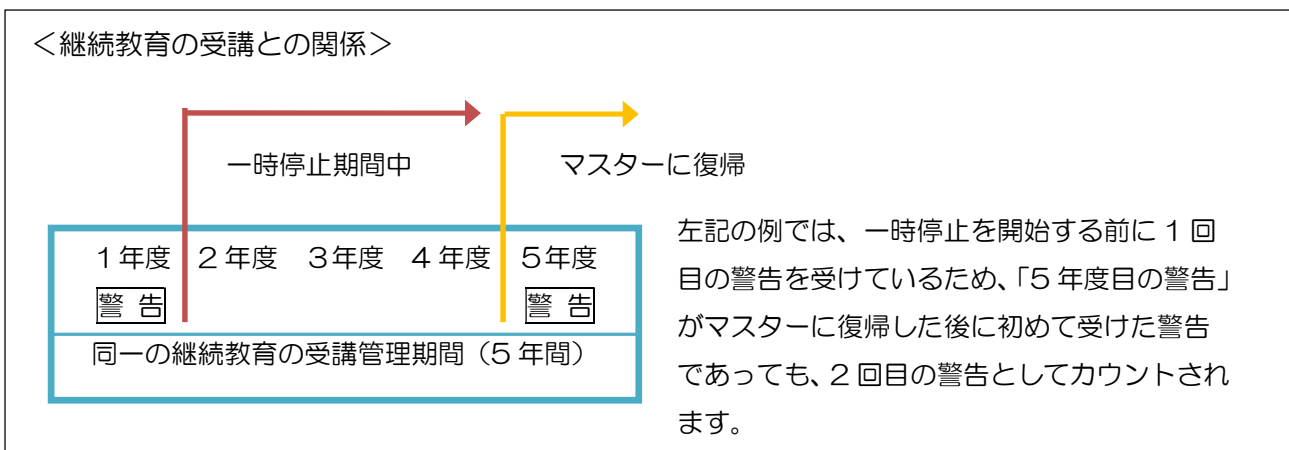 ＜継続教育の受講との関係＞
一時停止期間中
マスターに復帰
１年度 ２年度 ３年度 ４年度 ５年度
警 告 警 告
同一の継続教育の受講管理期間（５年間）
左記の例では、一時停止を開始する前に１回
目の警告を受けているため、「５年度目の警告」
がマスターに復帰した後に初めて受けた警告
であっても、２回目の警告としてカウントされ
ます。